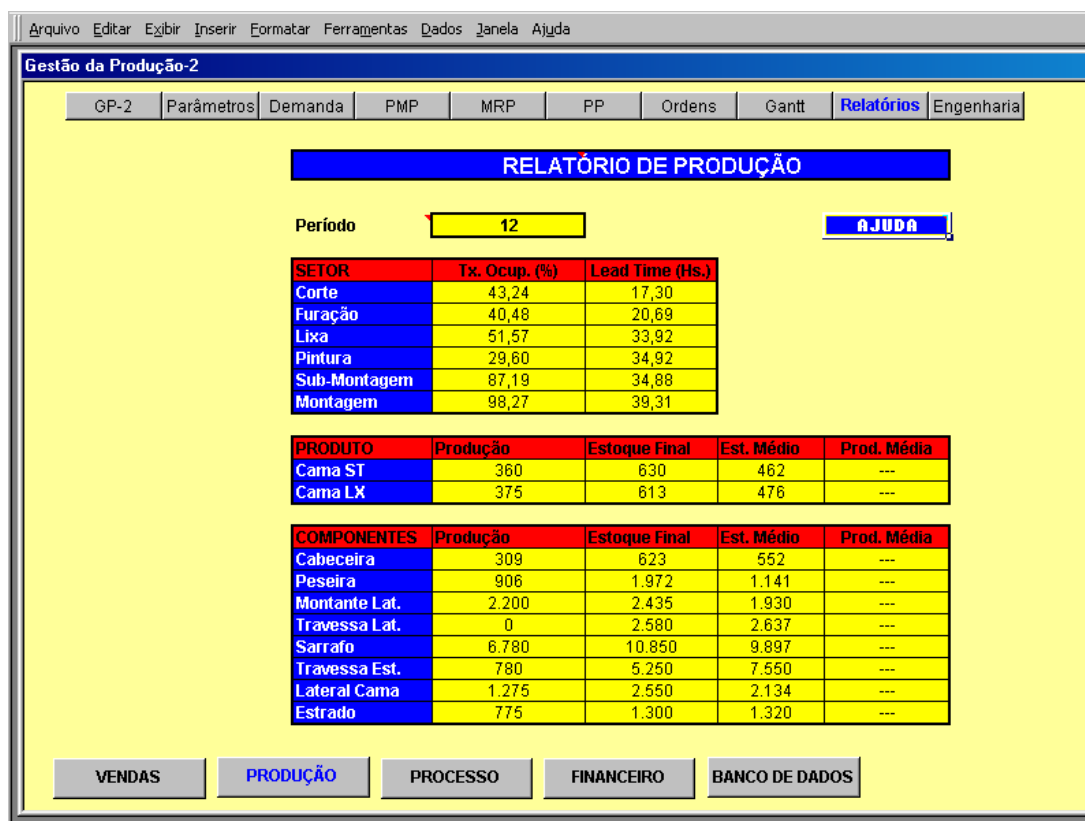 Arquivo Editar Exibir Inserir Formatar Ferramentas Dados Janela Ajuda
Gestão da Produção-2
GP-2 Parâmetros Demanda PMP MRP PP Ordens Gantt Relatórios Engenharia
RELATÓRIO DE PRODUÇÃO
Período 12 AJUDA
SETOR Tx. Ocup. (%) Lead Time (Hs.)
Corte 43,24 17,30
Furação 40,48 20,69
Lixa 51,57 33,92
Pintura 29,60 34,92
Sub-Montagem 87,19 34,88
Montagem 98,27 39,31
PRODUTO Produção Estoque Final Est. Médio Prod. Média
Cama ST 360 630 462 ---
Cama LX 375 613 476 ---
COMPONENTES Produção Estoque Final Est. Médio Prod. Média
Cabeceira 309 623 552 ---
Peseira 906 1.972 1.141 ---
Montante Lat. 2.200 2.435 1.930 ---
Travessa Lat. 0 2.580 2.637 ---
Sarrafo 6.780 10.850 9.897 ---
Travessa Est. 780 5.250 7.550 ---
Lateral Cama 1.275 2.550 2.134 ---
Estrado 775 1.300 1.320 ---
VENDAS PRODUÇÃO PROCESSO FINANCEIRO BANCO DE DADOS